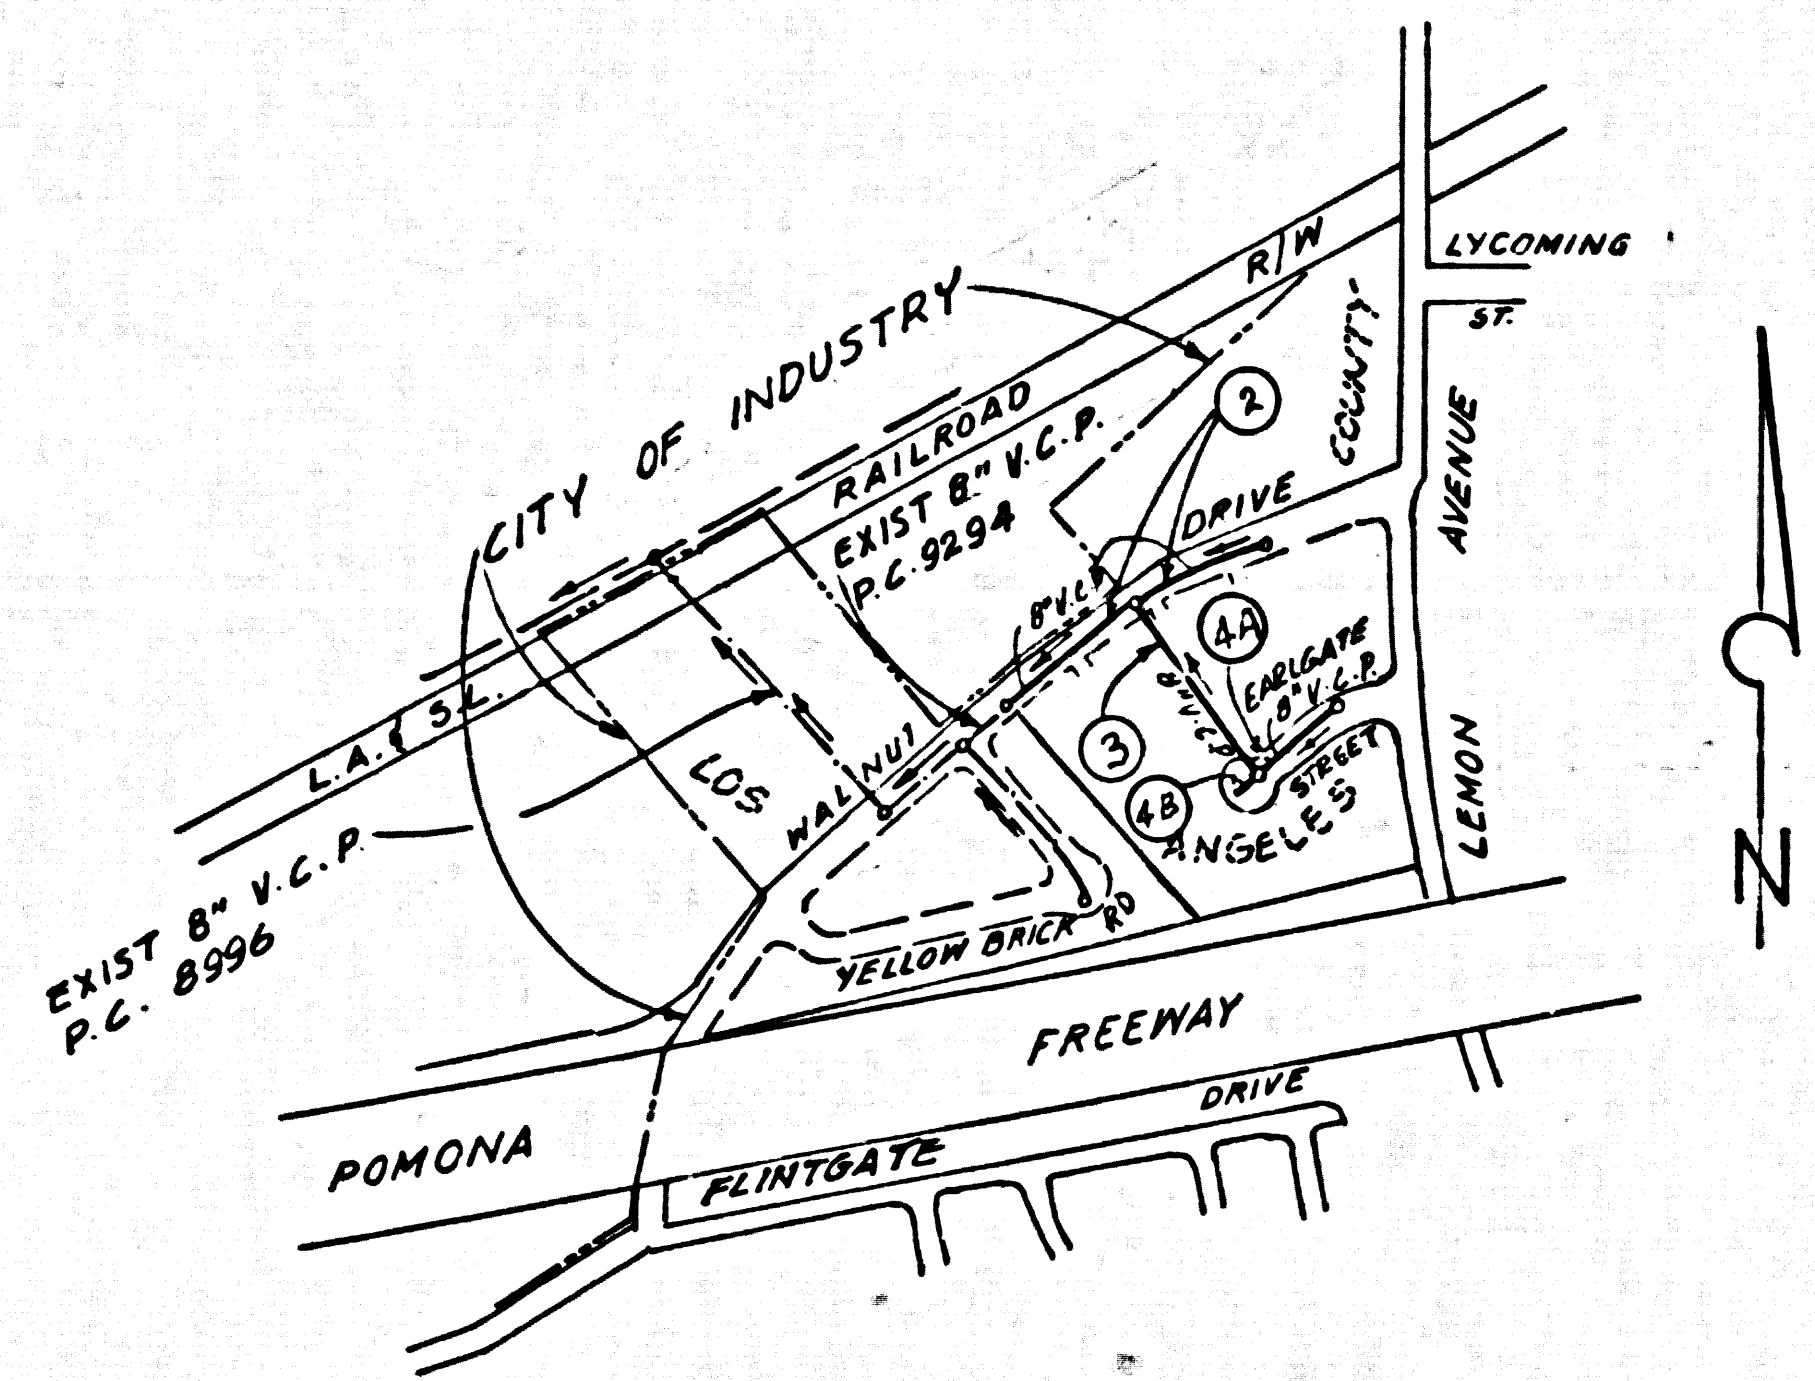 LYCOMING
ST.
R/W
CITY OF INDUSTRY
COUNTY
2
RAILROAD
AVENUE
EXIST 8" V.C.P.
P.C. 9294
DRIVE
8" V.C.P.
4A
EARLGATE
8" V.C.P.
8" V.C.P.
L.A. & S.L.
3
STREET
LOS
WALNUT
4B
ANGELES
LEMON
EXIST 8" V.C.P.
P.C. 8996
YELLOW BRICK RD
N
FREEWAY
DRIVE
POMONA
FLINTGATE